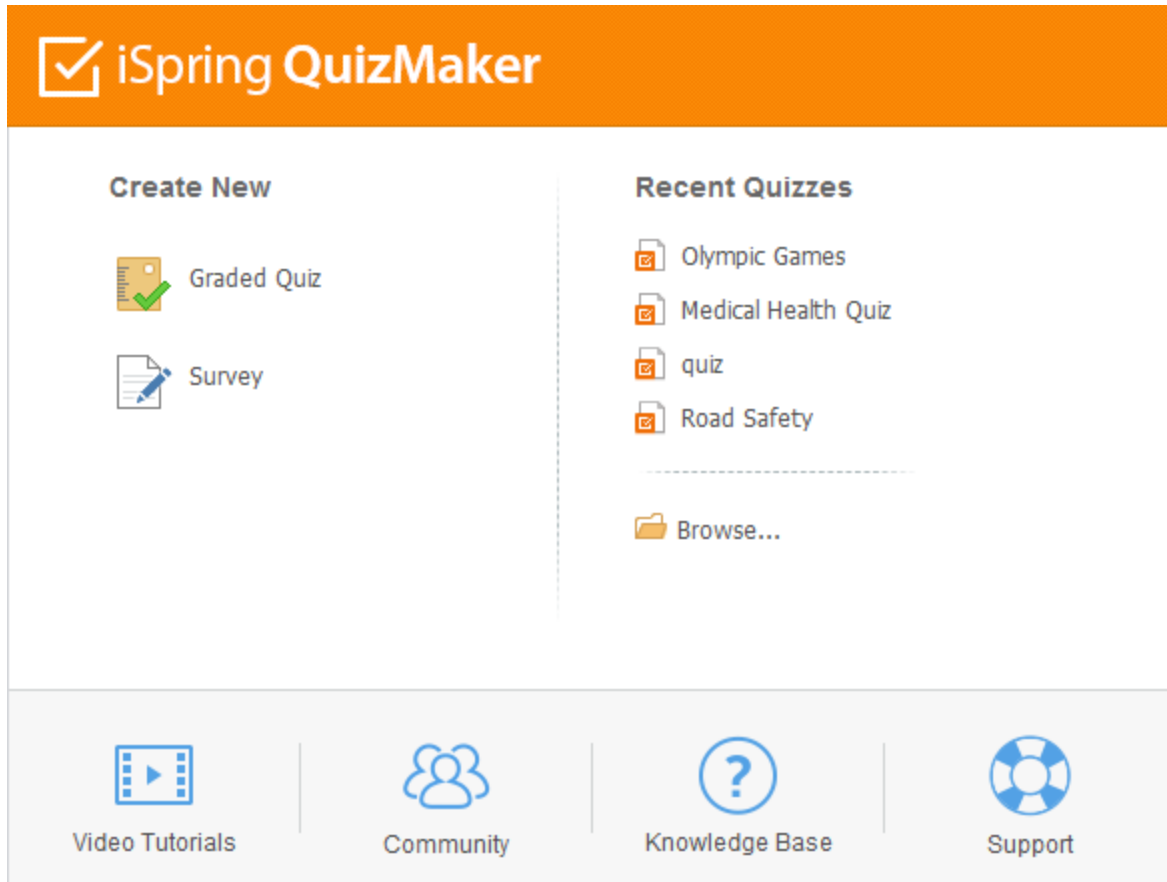 iSpring QuizMaker
Create New
Graded Quiz
Survey
Recent Quizzes
Olympic Games
Medical Health Quiz
quiz
Road Safety
Browse...
Video Tutorials
Community
Knowledge Base
Support